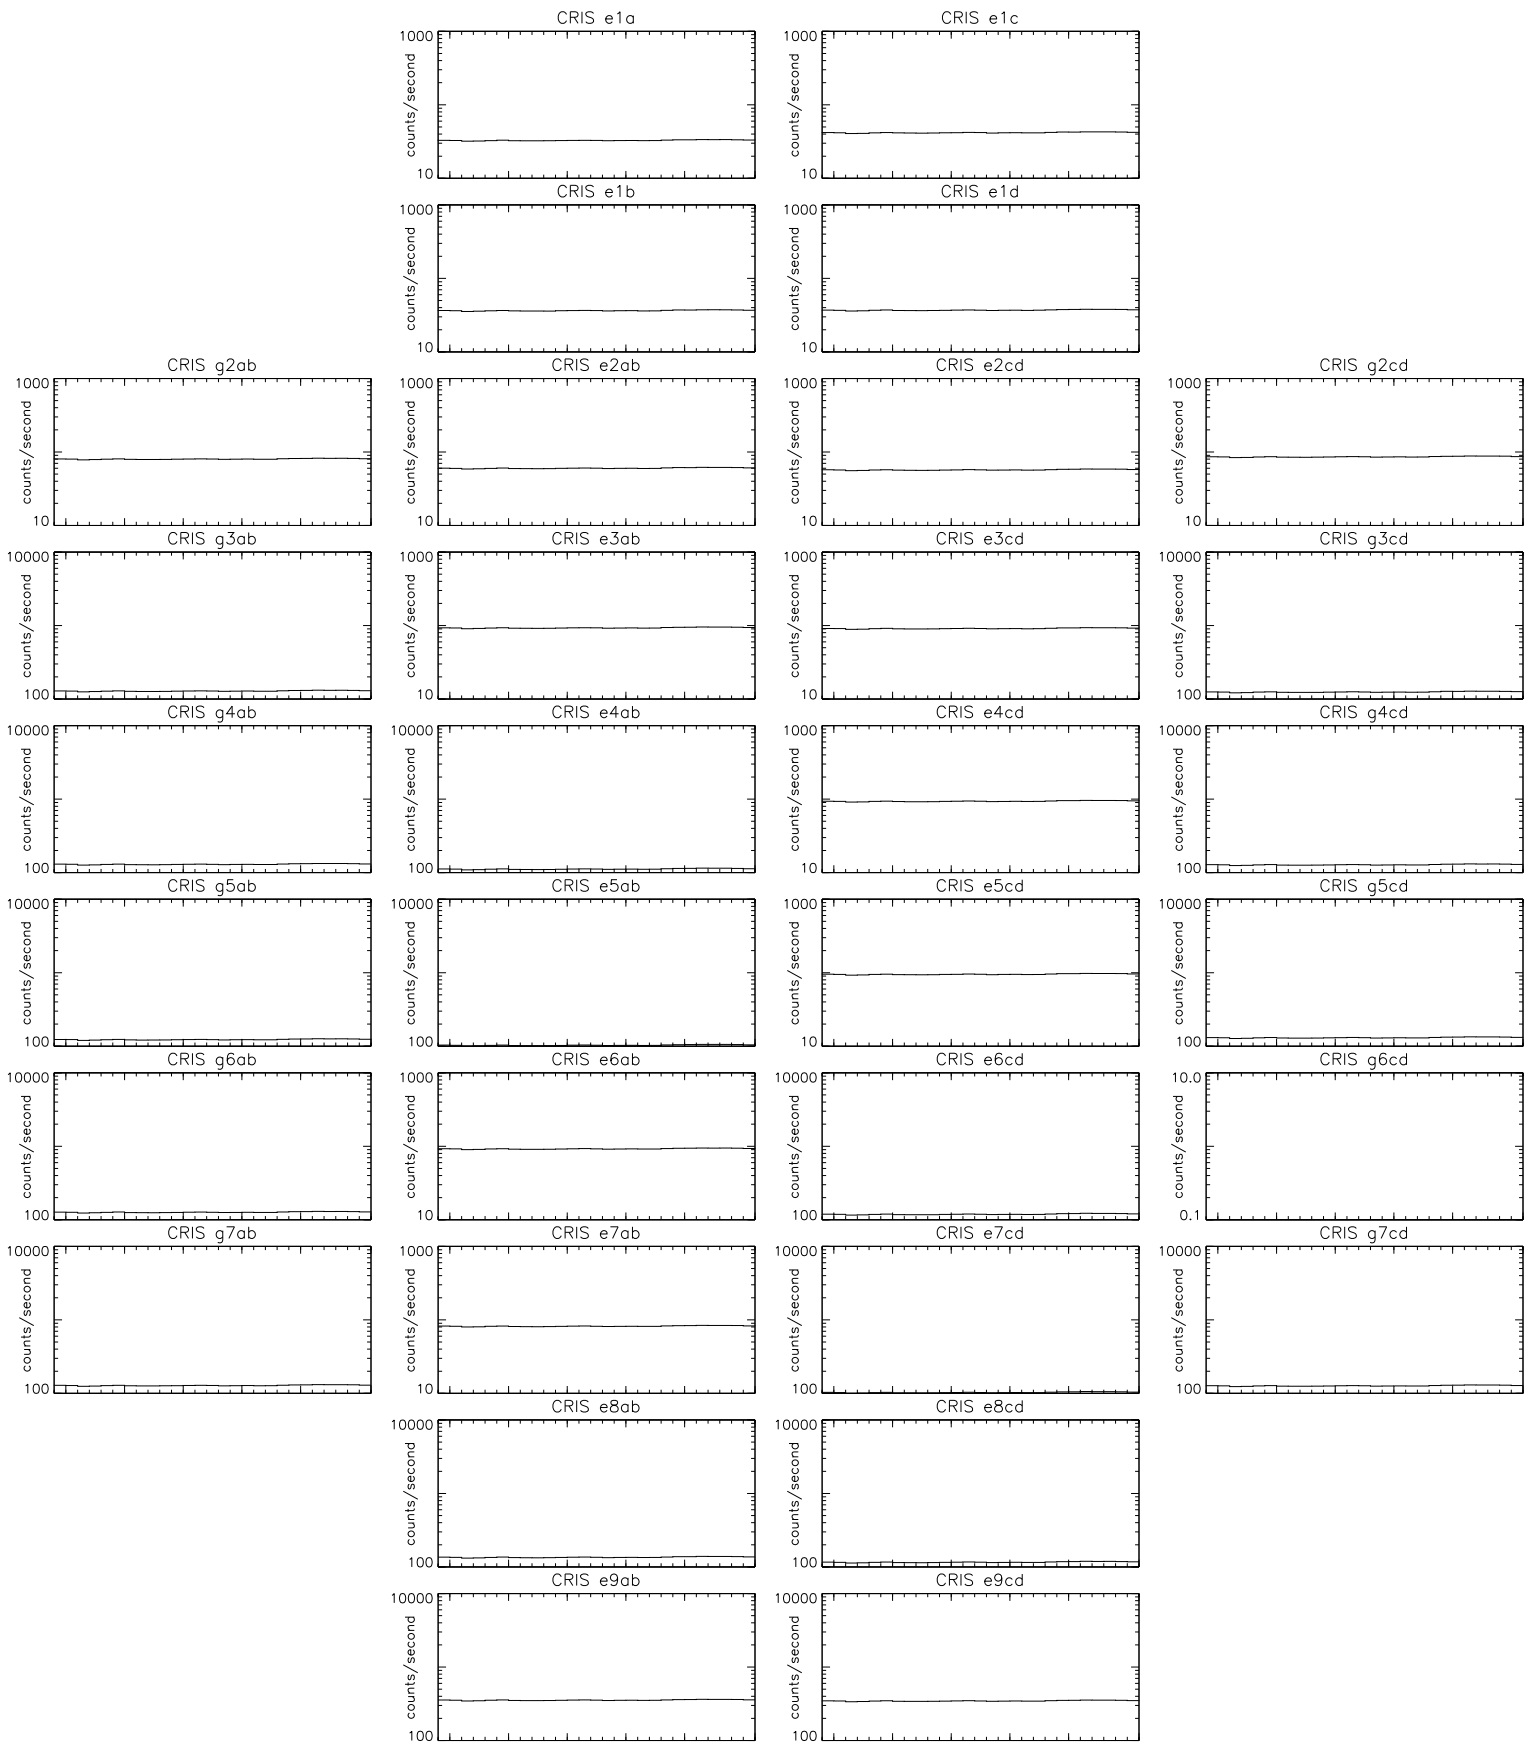 CRIS e1a
1000
counts/second
10
CRIS e1c
1000
counts/second
10
CRIS e1b
1000
counts/second
10
CRIS e1d
1000
counts/second
10
CRIS g2ab
1000
counts/second
10
CRIS e2ab
1000
counts/second
10
CRIS e2cd
1000
counts/second
10
CRIS g2cd
1000
counts/second
10
CRIS g3ab
10000
counts/second
100
CRIS e3ab
1000
counts/second
10
CRIS e3cd
1000
counts/second
10
CRIS g3cd
10000
counts/second
100
CRIS g4ab
10000
counts/second
100
CRIS e4ab
10000
counts/second
100
CRIS e4cd
1000
counts/second
10
CRIS g4cd
10000
counts/second
100
CRIS g5ab
10000
counts/second
100
CRIS e5ab
10000
counts/second
100
CRIS e5cd
1000
counts/second
10
CRIS g5cd
10000
counts/second
100
CRIS g6ab
10000
counts/second
100
CRIS e6ab
1000
counts/second
10
CRIS e6cd
10000
counts/second
100
CRIS g6cd
10.0
counts/second
0.1
CRIS g7ab
10000
counts/second
100
CRIS e7ab
1000
counts/second
10
CRIS e7cd
10000
counts/second
100
CRIS g7cd
10000
counts/second
100
CRIS e8ab
10000
counts/second
100
CRIS e8cd
10000
counts/second
100
CRIS e9ab
10000
counts/second
100
CRIS e9cd
10000
counts/second
100